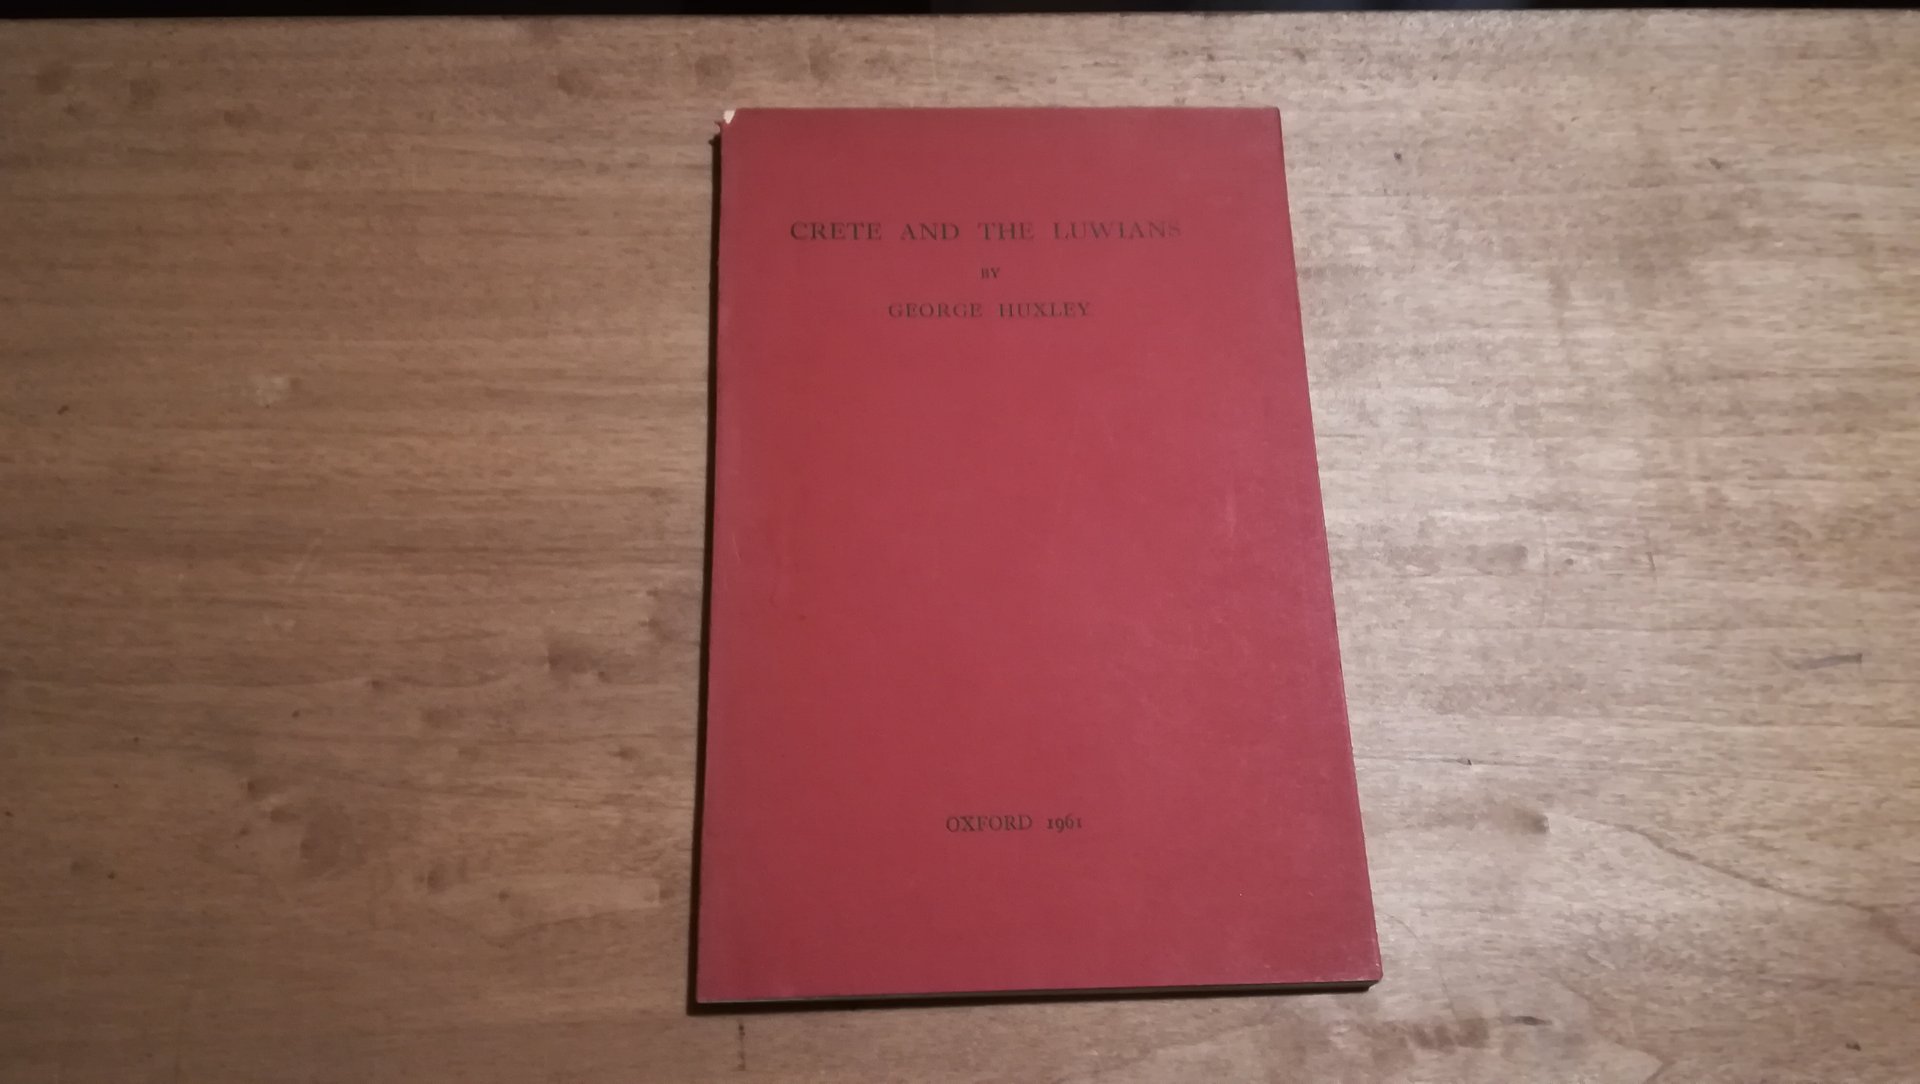 CRETE AND THE LUWIANS
BY
GEORGE HUXLEY
OXFORD 1961